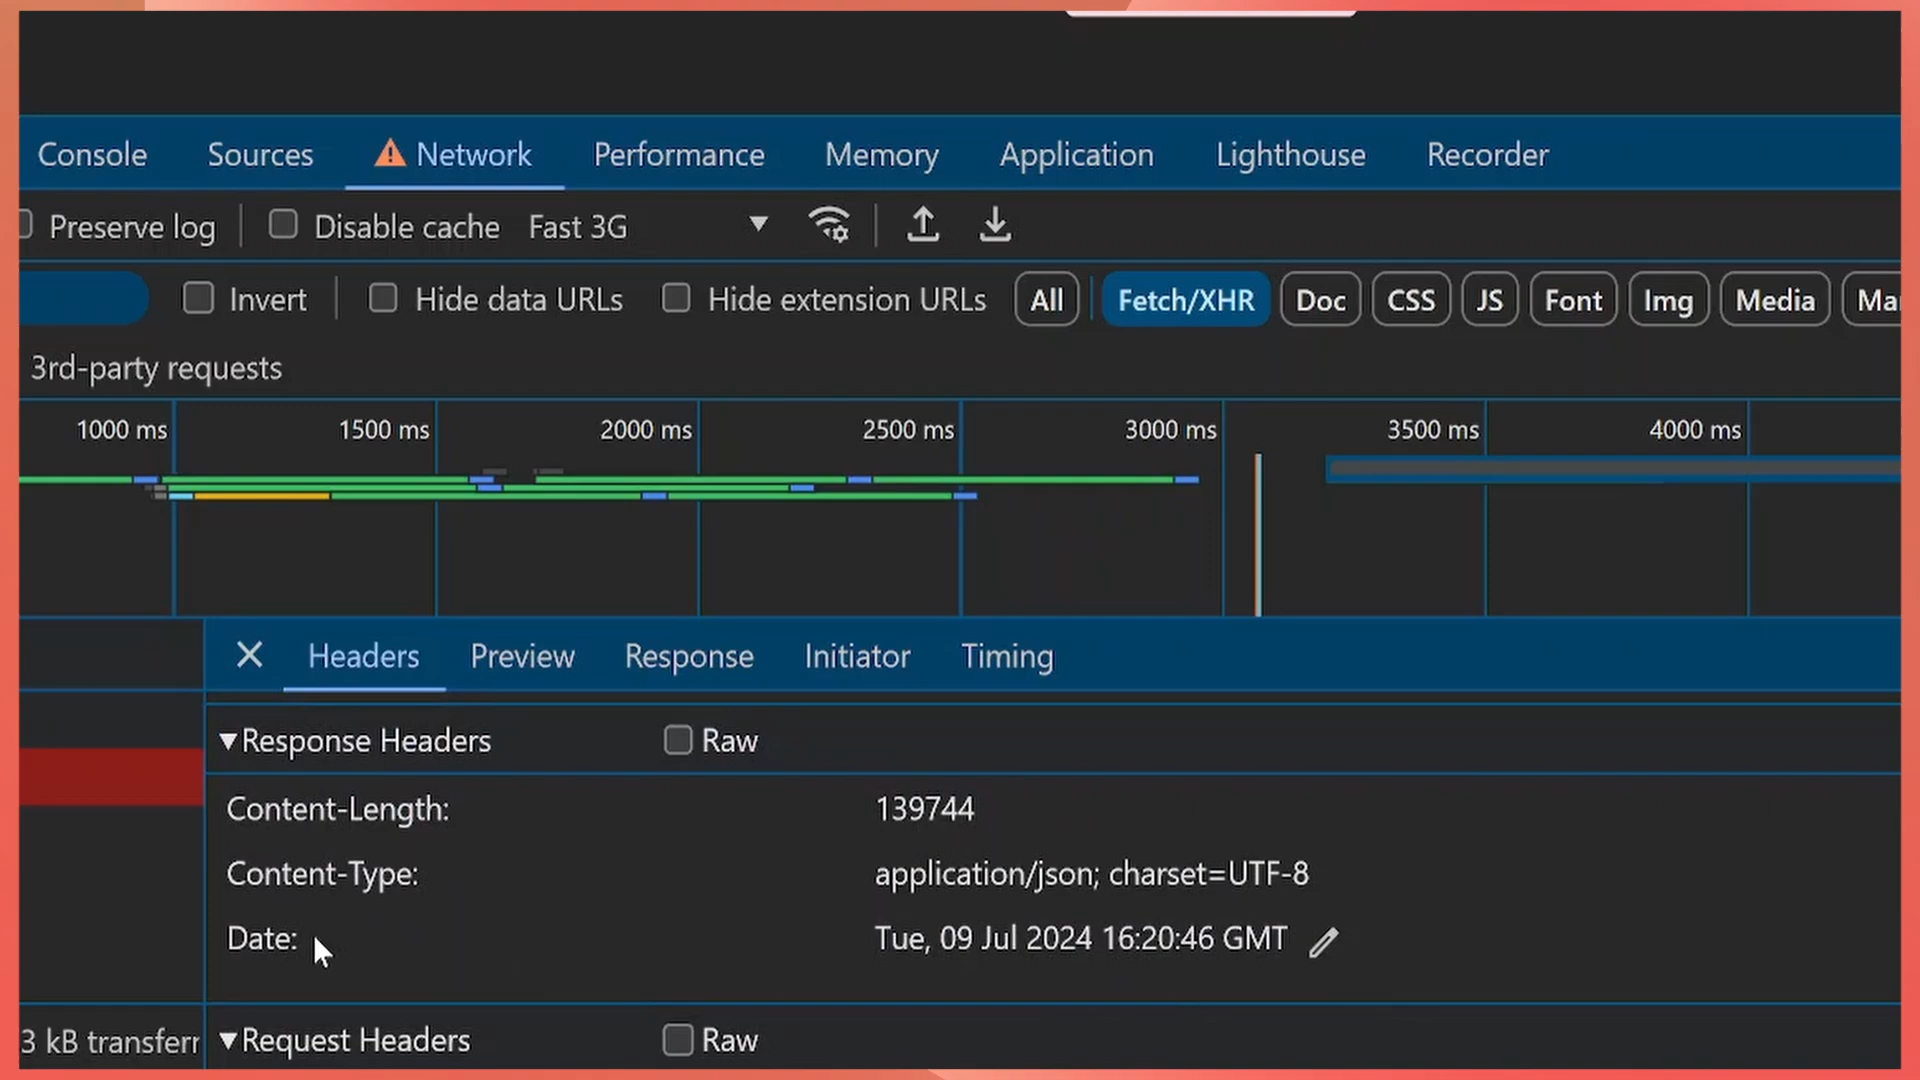 Console Sources Network Performance Memory Application Lighthouse Recorder
Preserve log Disable cache Fast 3G
Invert Hide data URLs Hide extension URLs All Fetch/XHR Doc CSS JS Font Img Media Ma
3rd-party requests
1000 ms 1500 ms 2000 ms 2500 ms 3000 ms 3500 ms 4000 ms
Headers Preview Response Initiator Timing
Response Headers Raw
Content-Length: 139744
Content-Type: application/json; charset=UTF-8
Date: Tue, 09 Jul 2024 16:20:46 GMT
3 kB transferr Request Headers Raw